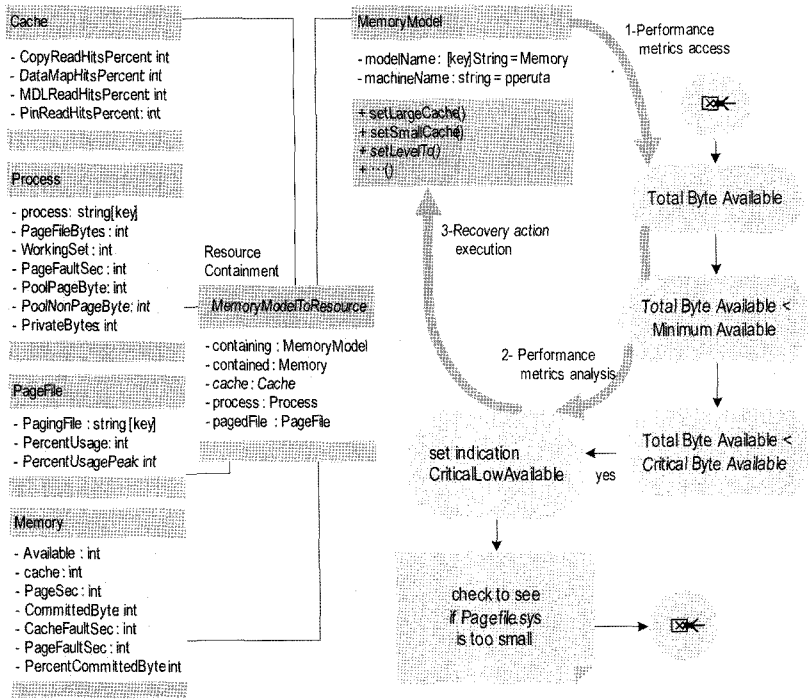 Cache
- CopyReadHitsPercent: int
- DataMapHitsPercent: int
- MDLReadHitsPercent: int
- PinReadHitsPercent: int
Process
- process: string[key]
- PageFileBytes : int
- WorkingSet : int
- PageFaultSec : int
- PoolPageByte: int
- PoolNonPageByte: int
- PrivateBytes: int
PageFile
- PagingFile : string [key]
- PercentUsage: int
- PercentUsagePeak: int
Memory
- Available : int
- cache : int
- PageSec : int
- CommittedByte int
- CacheFaultSec : int
- PageFaultSec : int
- PercentCommittedByte int
Resource
Containment
MemoryModelToResource
- containing : MemoryModel
- contained : Memory
- cache : Cache
- process : Process
- pagedFile : PageFile
MemoryModel
- modelName : [key]String = Memory
- machineName : string = pperuta
+ setLargeCache()
+ setSmallCache()
+ setLevelTo()
+ ...()
1-Performance
metrics access
Total Byte Available
Total Byte Available <
Minimum Available
Total Byte Available <
Critical Byte Available
yes
2- Performance
metrics analysis
3-Recovery action
execution
set indication
CriticalLowAvailable
check to see
if Pagefile.sys
is too small